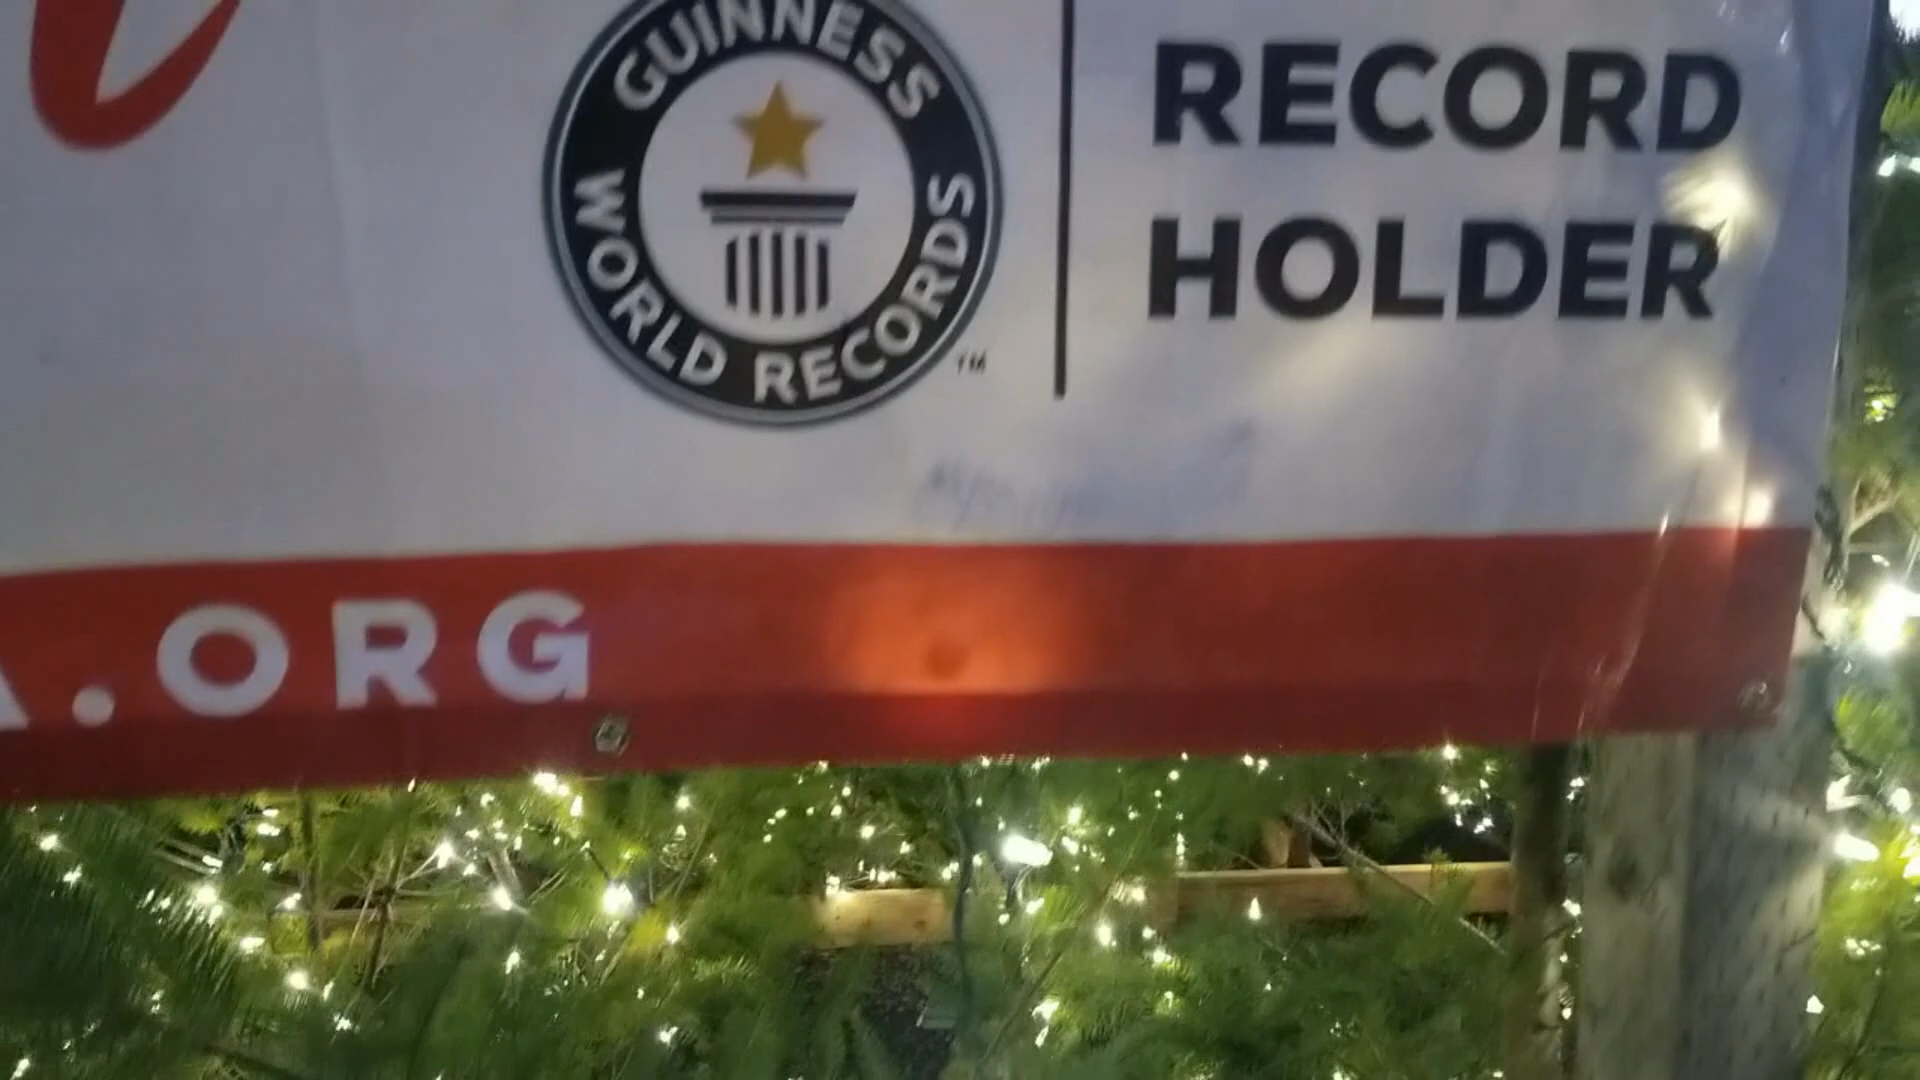 GUINNESS
WORLD RECORDS
TM
RECORD
HOLDER
.ORG